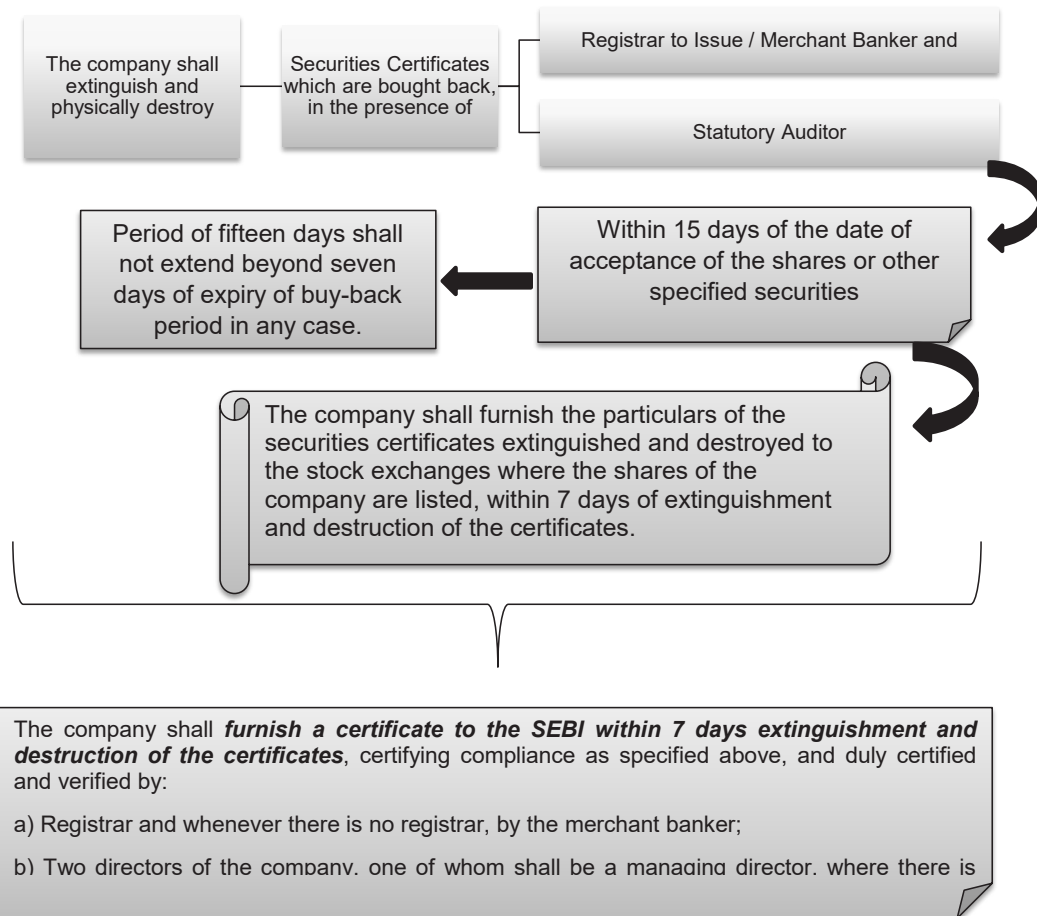 The company shall
extinguish and
physically destroy
Securities Certificates
which are bought back,
in the presence of
Registrar to Issue / Merchant Banker and
Statutory Auditor
Within 15 days of the date of
acceptance of the shares or other
specified securities
Period of fifteen days shall
not extend beyond seven
days of expiry of buy-back
period in any case.
The company shall furnish the particulars of the
securities certificates extinguished and destroyed to
the stock exchanges where the shares of the
company are listed, within 7 days of extinguishment
and destruction of the certificates.
The company shall furnish a certificate to the SEBI within 7 days extinguishment and
destruction of the certificates, certifying compliance as specified above, and duly certified
and verified by:
a) Registrar and whenever there is no registrar, by the merchant banker;
b) Two directors of the company, one of whom shall be a managing director, where there is